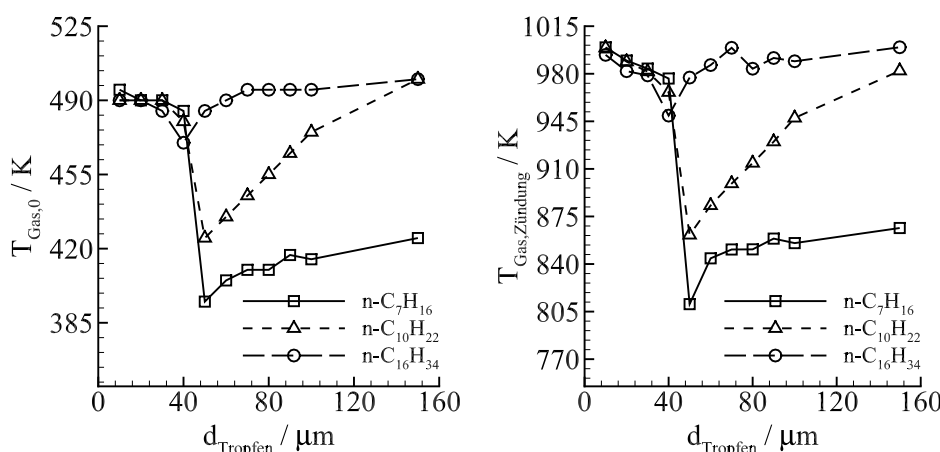 525
490
455
420
385
T_Gas,0 / K
n-C₇H₁₆
n-C₁₀H₂₂
n-C₁₆H₃₄
0 40 80 120 160
d_Tropfen / μm
1015
980
945
910
875
840
805
770
T_Gas,Zündung / K
n-C₇H₁₆
n-C₁₀H₂₂
n-C₁₆H₃₄
0 40 80 120 160
d_Tropfen / μm